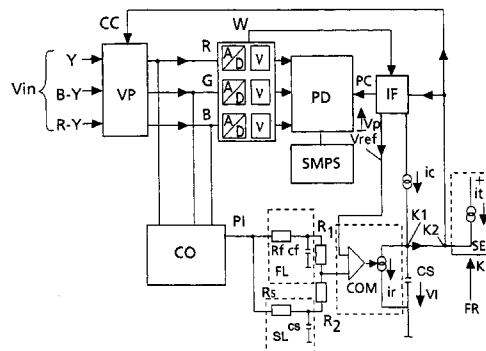 CC W
R
Y
Vin B-Y VP G A/D V PD PC IF
R-Y B
A/D V
A/D V
Vp
Vref
SMPS
ic + it
K1
K2
PI R1
CO Rf cf
FL
SE
COM ir CS K
Rs R2 VI FR
cs
SL